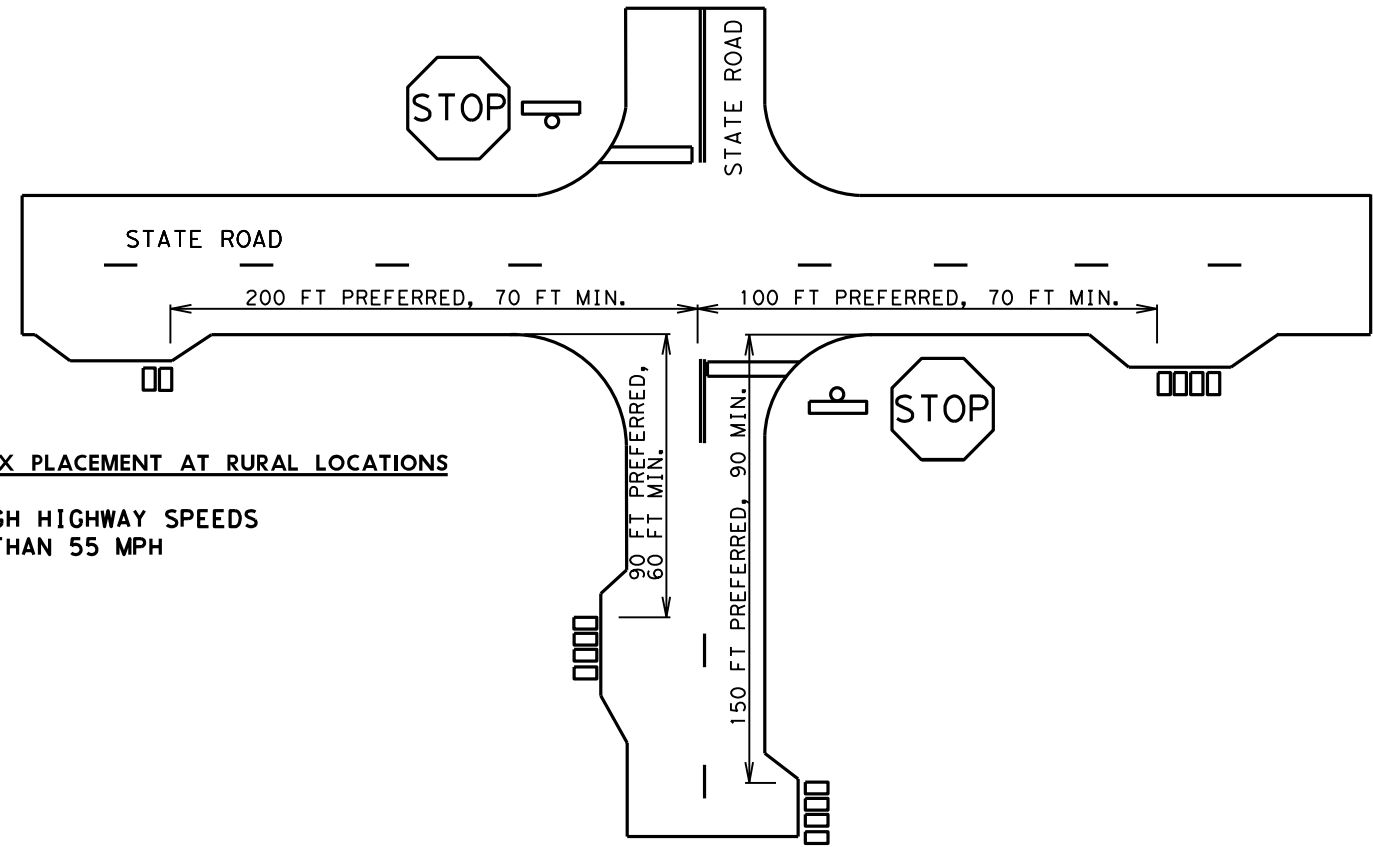 STATE ROAD
STOP
STATE ROAD
200 FT PREFERRED, 70 FT MIN.
100 FT PREFERRED, 70 FT MIN.
STOP
90 FT PREFERRED,
60 FT MIN.
150 FT PREFERRED, 90 MIN.
PLACEMENT AT RURAL LOCATIONS
HIGHWAY SPEEDS
THAN 55 MPH